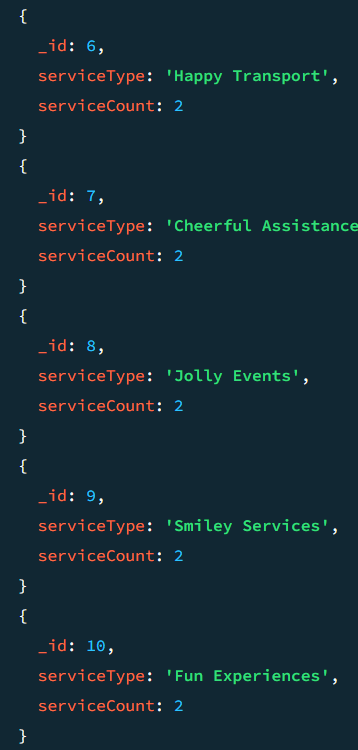 {
_id: 6,
serviceType: 'Happy Transport',
serviceCount: 2
}
{
_id: 7,
serviceType: 'Cheerful Assistance
serviceCount: 2
}
{
_id: 8,
serviceType: 'Jolly Events',
serviceCount: 2
}
{
_id: 9,
serviceType: 'Smiley Services',
serviceCount: 2
}
{
_id: 10,
serviceType: 'Fun Experiences',
serviceCount: 2
}